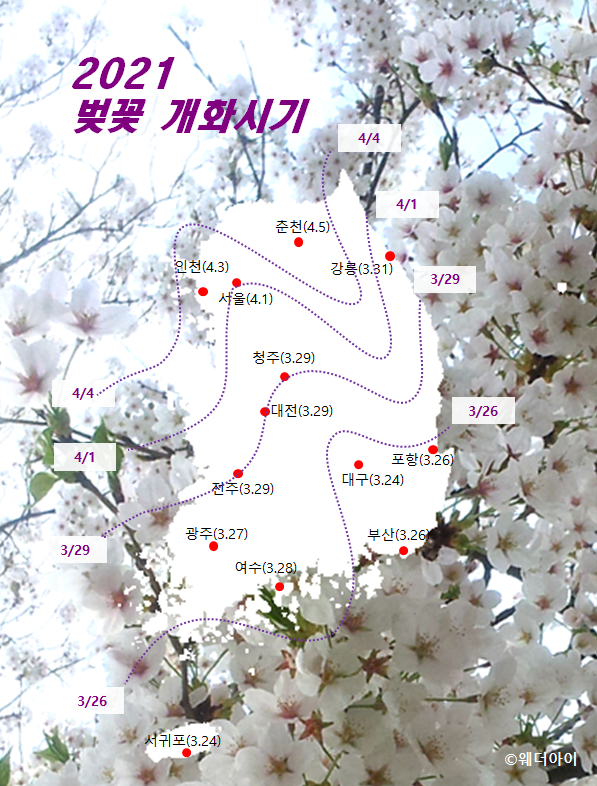 2021
벚꽃 개화시기
4/4
4/1
춘천(4.5)
인천(4.3)
강릉(3.31)
3/29
서울(4.1)
청주(3.29)
4/4
대전(3.29)
3/26
4/1
포항(3.26)
대구(3.24)
전주(3.29)
광주(3.27)
부산(3.26)
3/29
여수(3.28)
3/26
서귀포(3.24)
©웨더아이